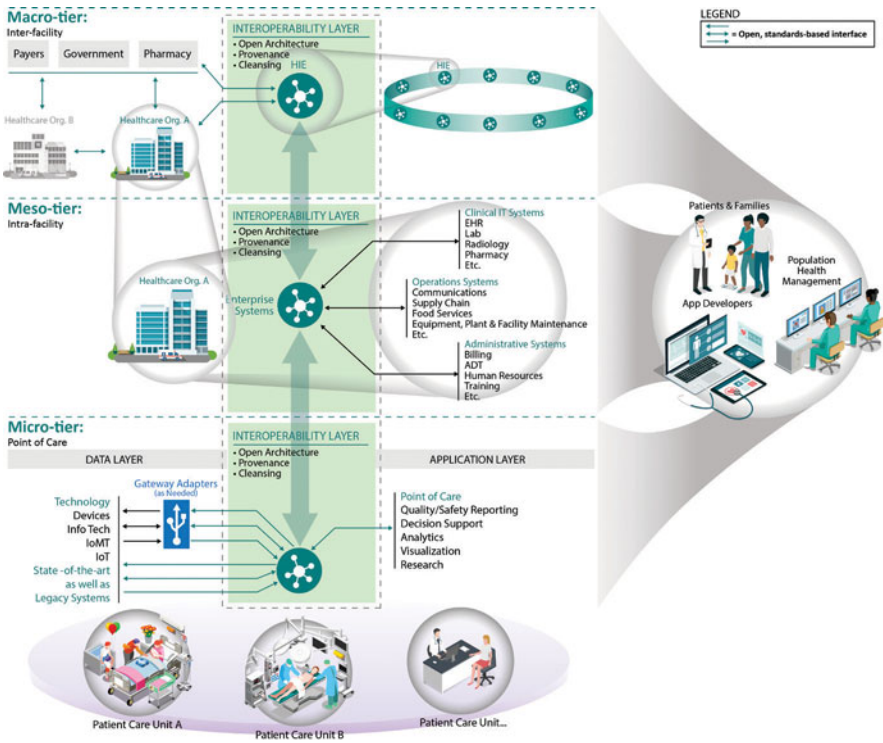 Macro-tier:
Inter-facility
Payers
Government
Pharmacy
Healthcare Org. B
Healthcare Org. A
INTEROPERABILITY LAYER
• Open Architecture
• Provenance
• Cleansing
HIE
HIE
LEGEND
= Open, standards-based interface
Meso-tier:
Intra-facility
Healthcare Org. A
INTEROPERABILITY LAYER
• Open Architecture
• Provenance
• Cleansing
Enterprise
Systems
Clinical IT Systems
EHR
Lab
Radiology
Pharmacy
Etc.
Operations Systems
Communications
Supply Chain
Food Services
Equipment, Plant & Facility Maintenance
Etc.
Administrative Systems
Billing
ADT
Human Resources
Training
Etc.
Patients & Families
Population
Health
Management
App Developers
Micro-tier:
Point of Care
DATA LAYER
INTEROPERABILITY LAYER
• Open Architecture
• Provenance
• Cleansing
APPLICATION LAYER
Gateway Adapters
(as Needed)
Technology
Devices
Info Tech
IoMT
IoT
State -of-the-art
as well as
Legacy Systems
Point of Care
Quality/Safety Reporting
Decision Support
Analytics
Visualization
Research
Patient Care Unit A
Patient Care Unit B
Patient Care Unit...